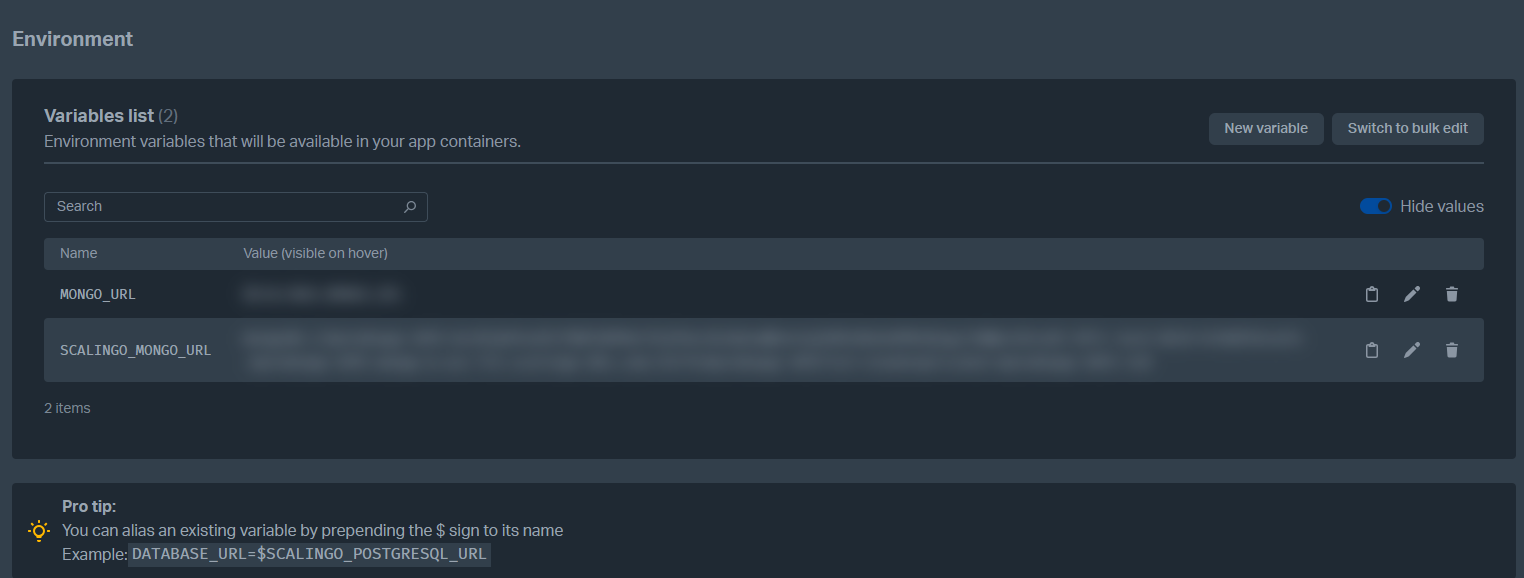 Environment
Variables list (2)
Environment variables that will be available in your app containers.
New variable
Switch to bulk edit
Search
Hide values
Name
Value (visible on hover)
MONGO_URL
SCALINGO_MONGO_URL
2 items
Pro tip:
You can alias an existing variable by prepending the $ sign to its name
Example: DATABASE_URL=$SCALINGO_POSTGRESQL_URL